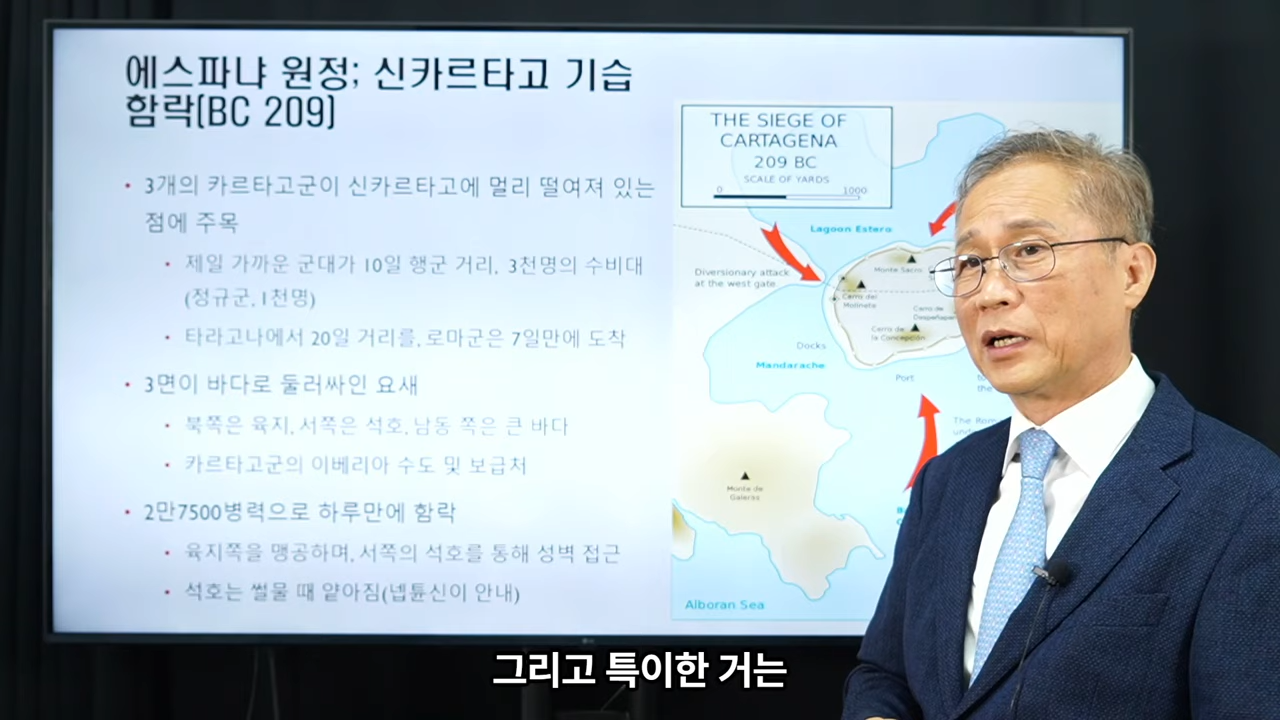 에스파냐 원정; 신카르타고 기습
함락(BC 209)
• 3개의 카르타고군이 신카르타고에 멀리 떨여져 있는
점에 주목
• 제일 가까운 군대가 10일 행군 거리, 3천명의 수비대
(정규군, 1천명)
• 타라고나에서 20일 거리를, 로마군은 7일만에 도착
• 3면이 바다로 둘러싸인 요새
• 북쪽은 육지, 서쪽은 석호, 남동 쪽은 큰 바다
• 카르타고군의 이베리아 수도 및 보급처
• 2만7500병력으로 하루만에 함락
• 육지쪽을 맹공하며, 서쪽의 석호를 통해 성벽 접근
• 석호는 썰물 때 얕아짐(넵튠신이 안내)
THE SIEGE OF
CARTAGENA
209 BC
SCALE OF YARDS
0 1000
Lagoon Estero
Diversionary attack
at the west gate
Monte Sacro
Cerro del
Molinete
Cerro de
Despeñape
Cerro de
la Concepción
Docks
Mandarache
Port
to
the
The Rom
unde
Monte de
Galeras
Alboran Sea
그리고 특이한 거는